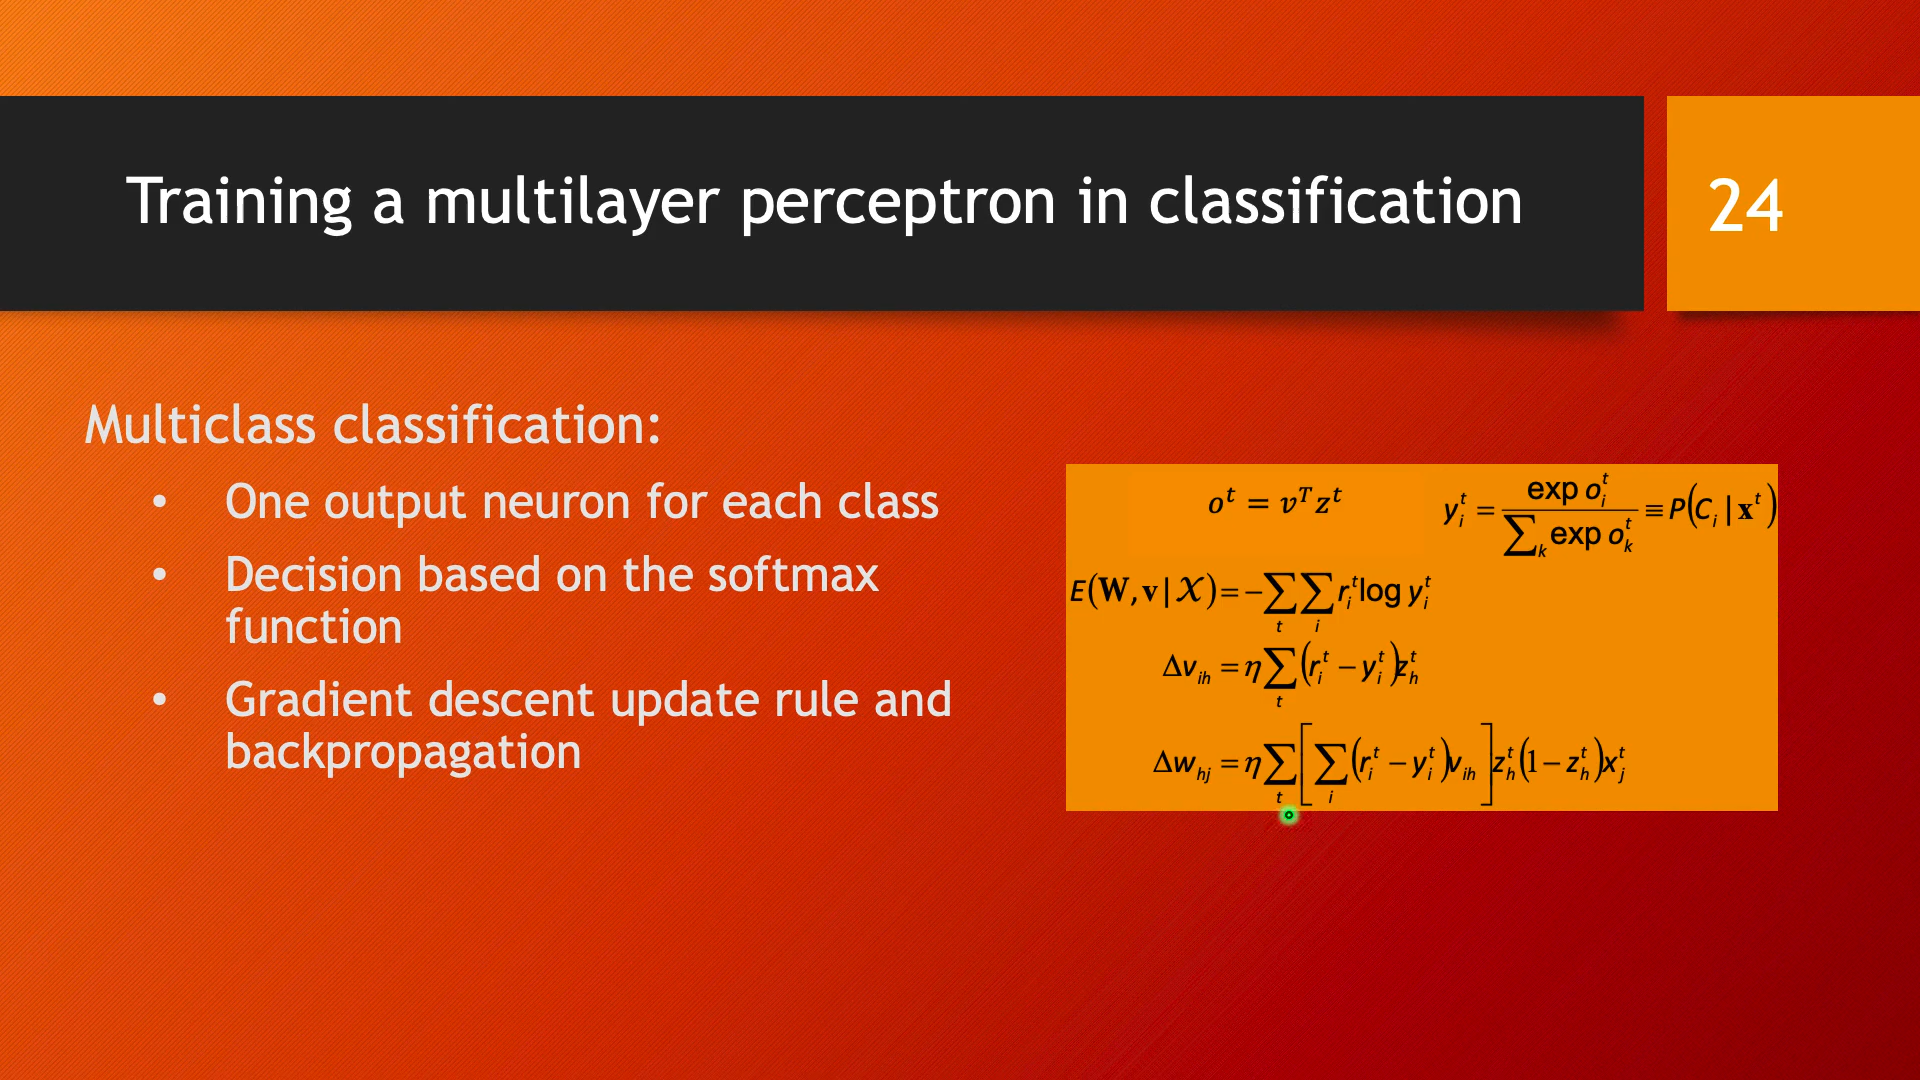 Training a multilayer perceptron in classification
24
Multiclass classification:
• One output neuron for each class
• Decision based on the softmax
function
• Gradient descent update rule and
backpropagation
o^t = v^T z^t
y_i^t = exp o_i^t / ∑_k exp o_k^t ≡ P(C_i | x^t)
E(W, v | X) = −∑_t ∑_i r_i^t log y_i^t
Δv_ih = η ∑_t (r_i^t − y_i^t) z_h^t
Δw_hj = η ∑_t [∑_i (r_i^t − y_i^t) v_ih] z_h^t (1 − z_h^t) x_j^t